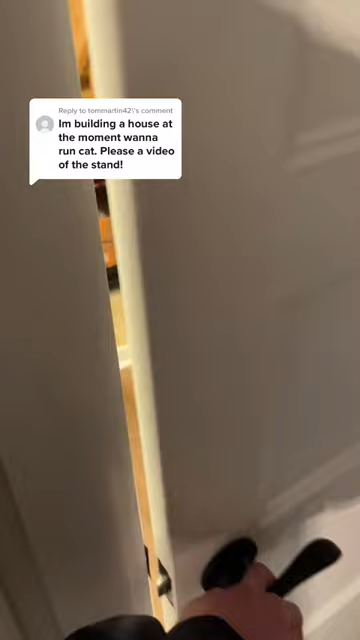 Reply to tommartin42\'s comment
Im building a house at
the moment wanna
run cat. Please a video
of the stand!